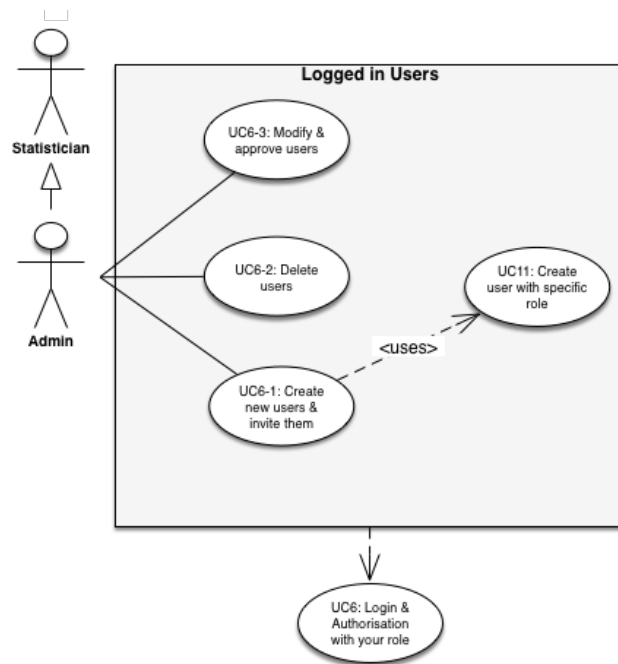 Logged in Users
Statistician
UC6-3: Modify &
approve users
Admin
UC6-2: Delete
users
UC11: Create
user with specific
role
<uses>
UC6-1: Create
new users &
invite them
UC6: Login &
Authorisation
with your role